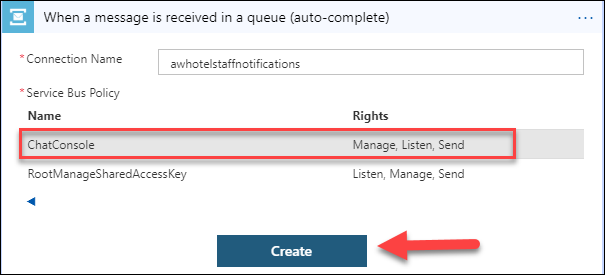 When a message is received in a queue (auto-complete) ...
* Connection Name awhotelstaffnotifications
* Service Bus Policy
Name Rights
ChatConsole Manage, Listen, Send
RootManageSharedAccessKey Listen, Manage, Send
Create